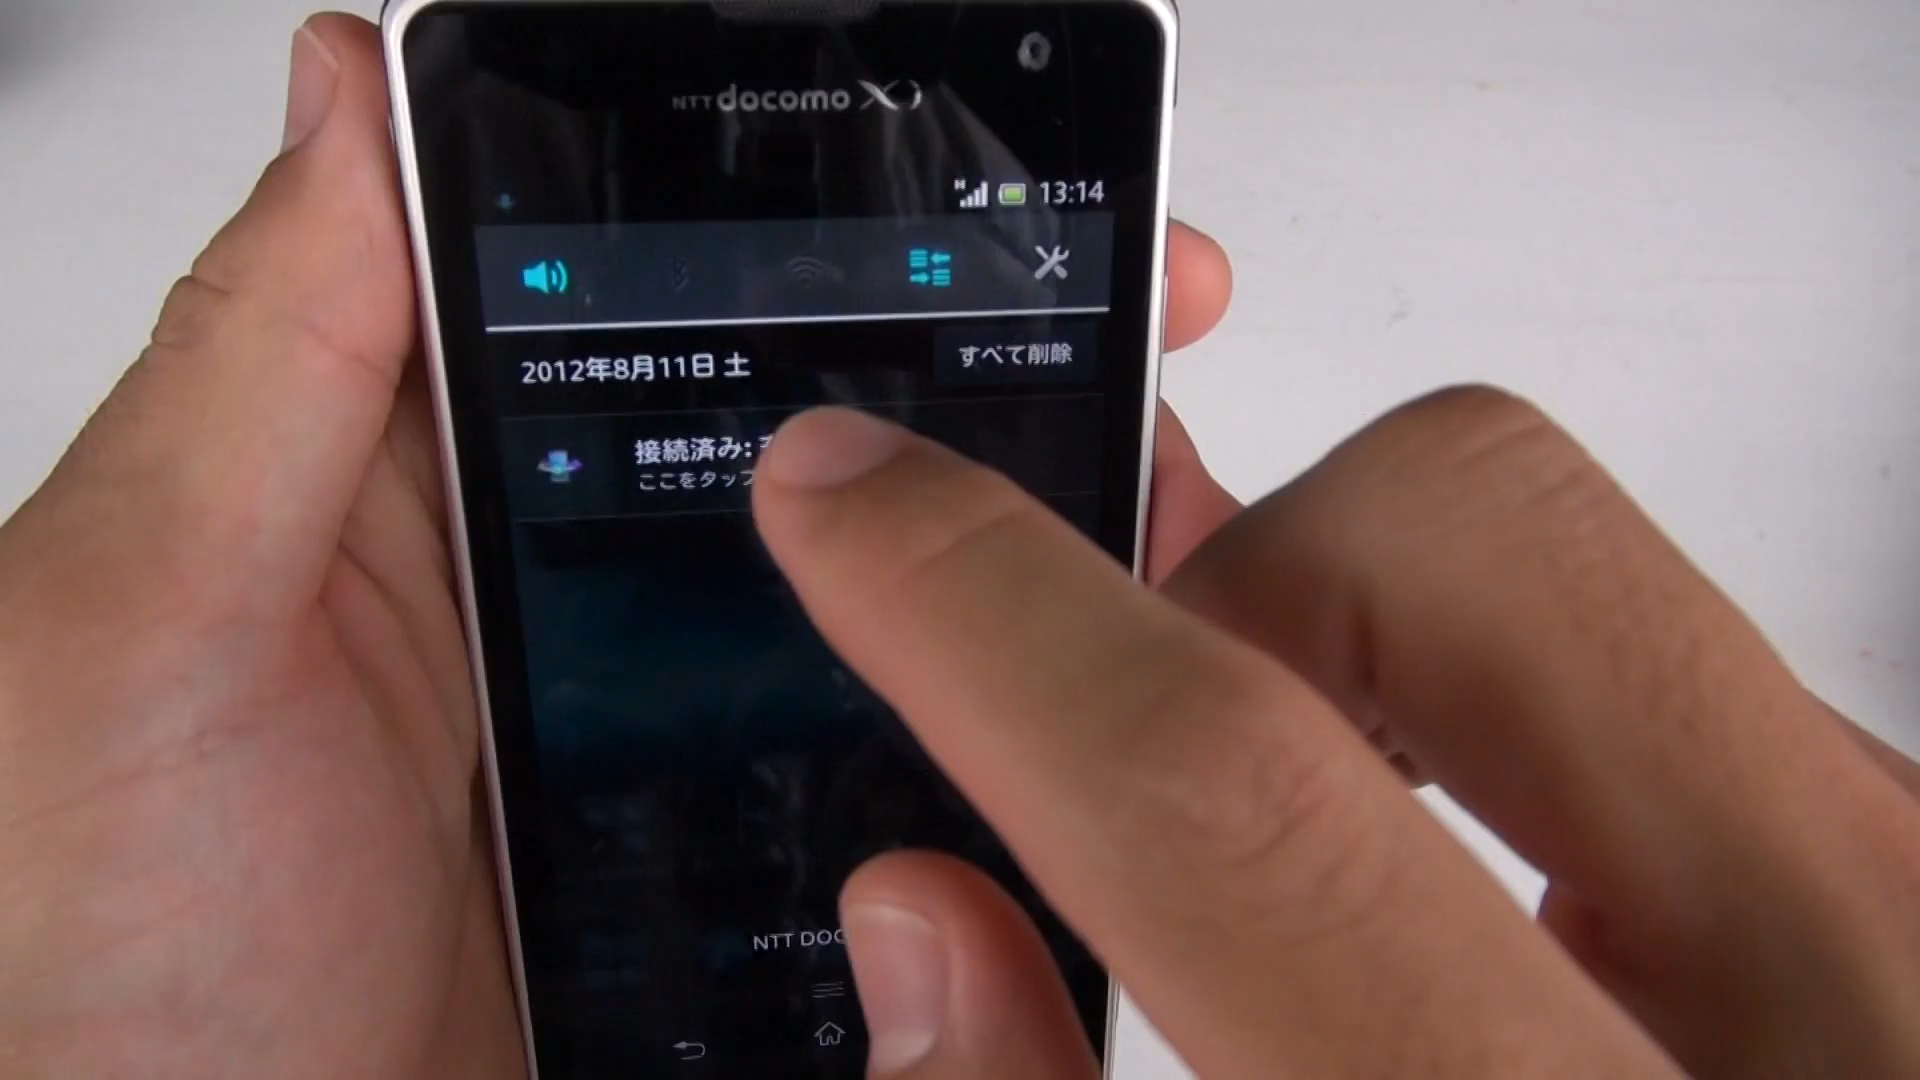 NTT docomo Xi
H 13:14
2012年8月11日 土
すべて削除
接続済み:
ここをタップ
NTT DOC